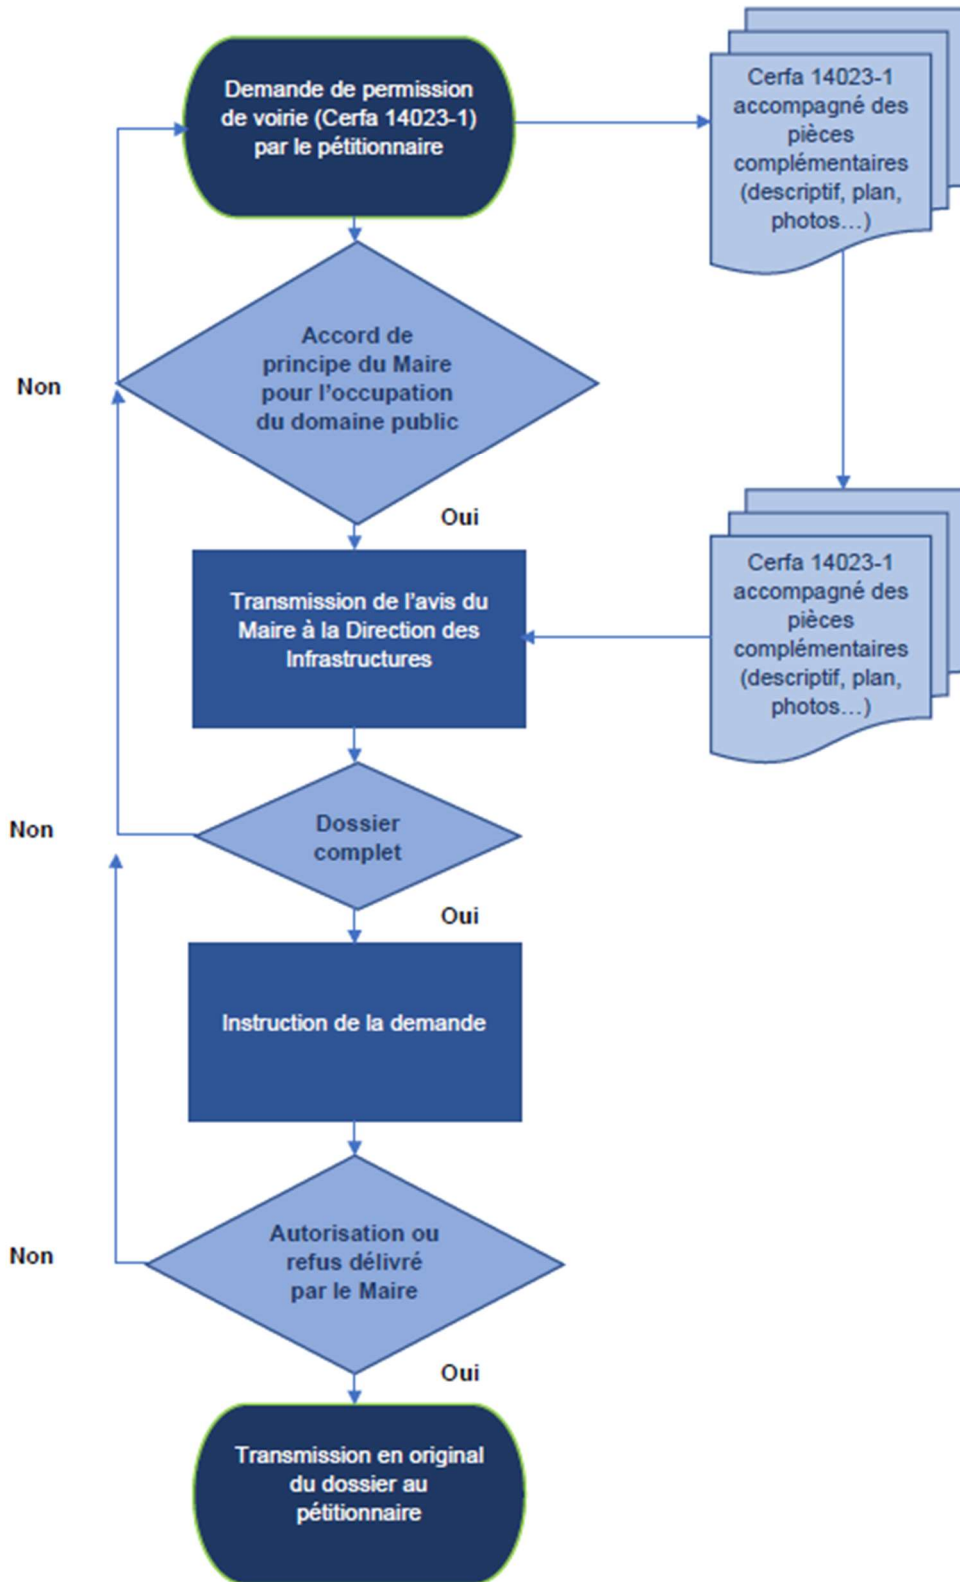 Demande de permission
de voirie (Cerfa 14023-1)
par le pétitionnaire
Cerfa 14023-1
accompagné des
pièces
complémentaires
(descriptif, plan,
photos…)
Accord de
principe du Maire
pour l'occupation
du domaine public
Non
Oui
Transmission de l'avis du
Maire à la Direction des
Infrastructures
Cerfa 14023-1
accompagné des
pièces
complémentaires
(descriptif, plan,
photos…)
Dossier
complet
Non
Oui
Instruction de la demande
Autorisation ou
refus délivré
par le Maire
Non
Oui
Transmission en original
du dossier au
pétitionnaire